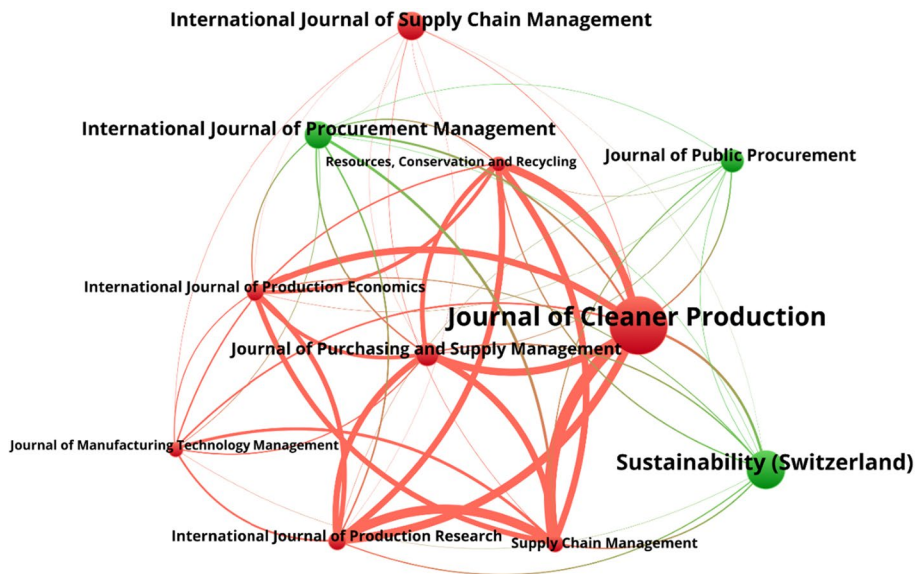 International Journal of Supply Chain Management
International Journal of Procurement Management
Journal of Public Procurement
Resources, Conservation and Recycling
International Journal of Production Economics
Journal of Cleaner Production
Journal of Purchasing and Supply Management
Journal of Manufacturing Technology Management
Sustainability (Switzerland)
International Journal of Production Research
Supply Chain Management